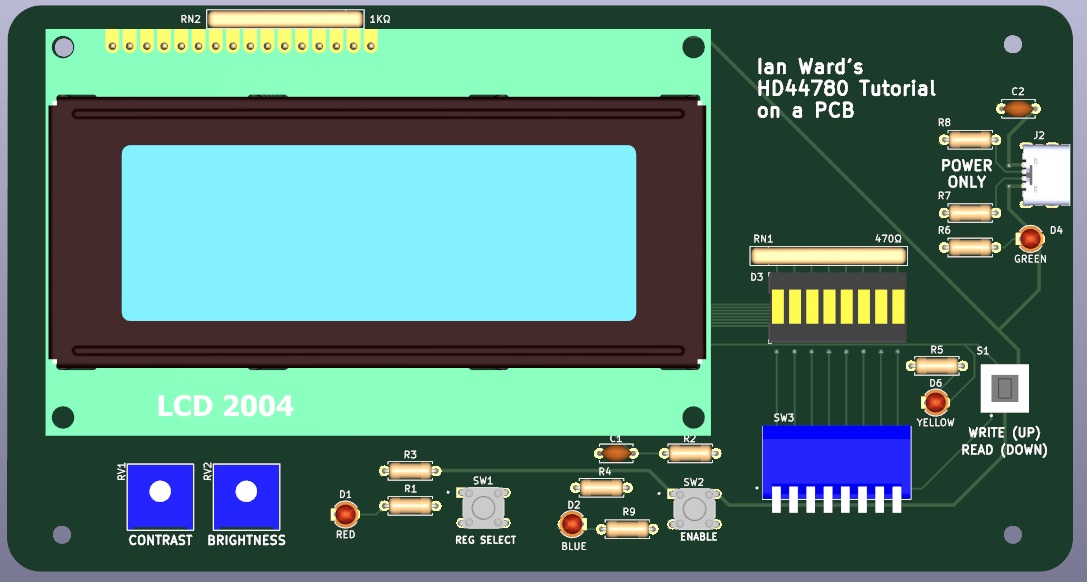 RN2
1KΩ
Ian Ward's
HD44780 Tutorial
on a PCB
C2
R8
J2
POWER
ONLY
R7
R6
D4
GREEN
RN1
470Ω
D3
R5
S1
D6
YELLOW
WRITE (UP)
READ (DOWN)
LCD 2004
SW3
C1
R2
RV1
RV2
R3
R4
SW1
SW2
D1
R1
D2
R9
RED
REG SELECT
BLUE
ENABLE
CONTRAST
BRIGHTNESS